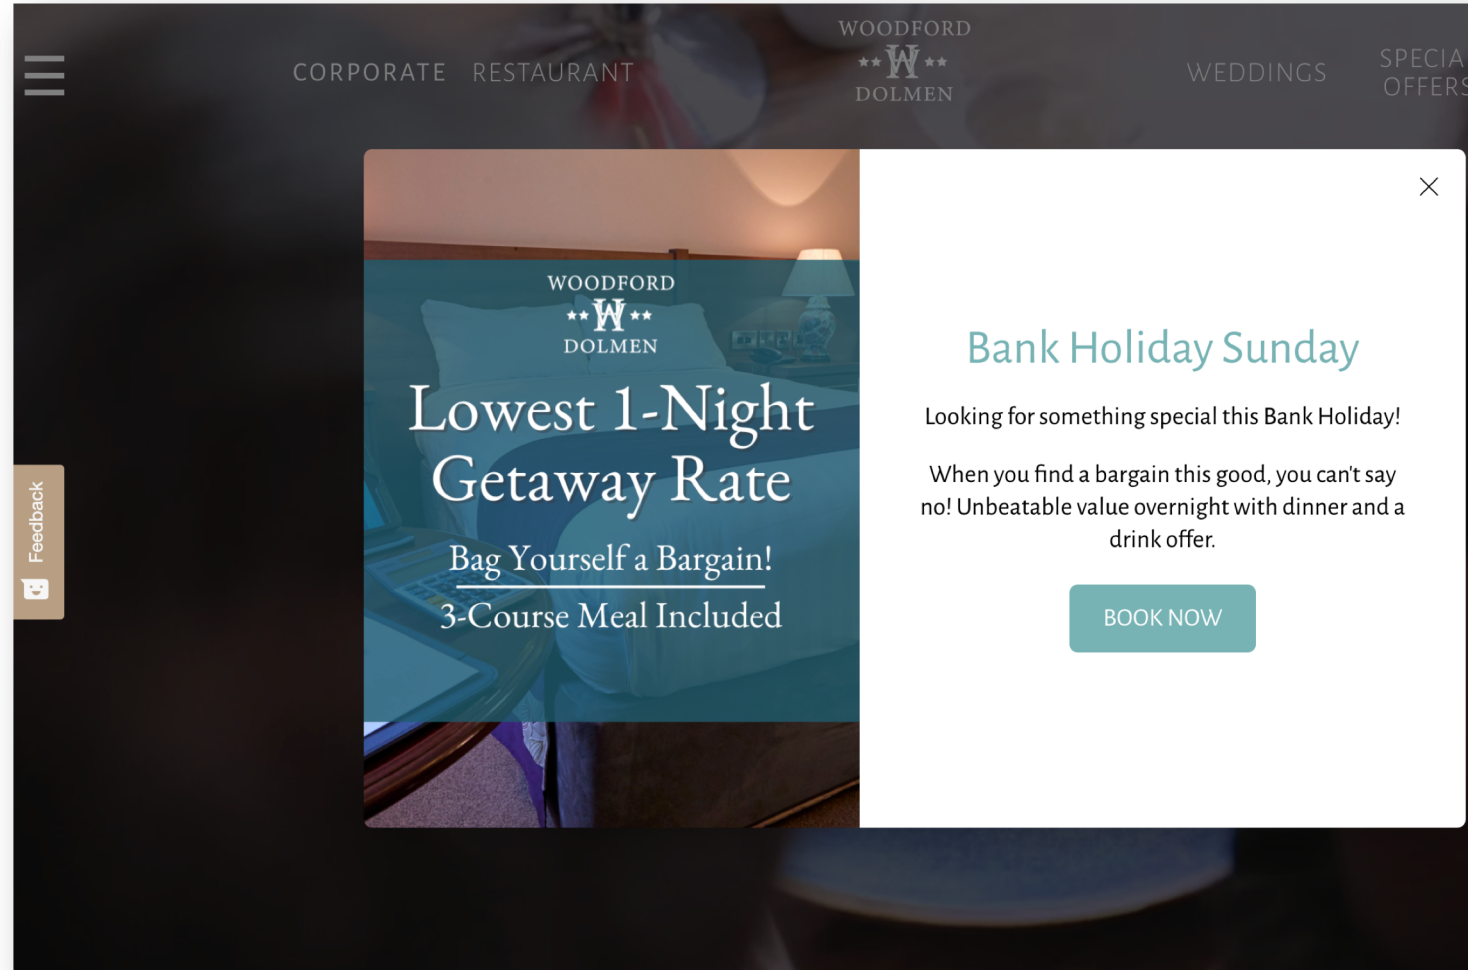 CORPORATE RESTAURANT
WOODFORD
W
DOLMEN
WEDDINGS
SPECIA
OFFERS
WOODFORD
W
DOLMEN
Lowest 1-Night
Getaway Rate
Bag Yourself a Bargain!
3-Course Meal Included
Bank Holiday Sunday
Looking for something special this Bank Holiday!
When you find a bargain this good, you can't say
no! Unbeatable value overnight with dinner and a
drink offer.
BOOK NOW
Feedback